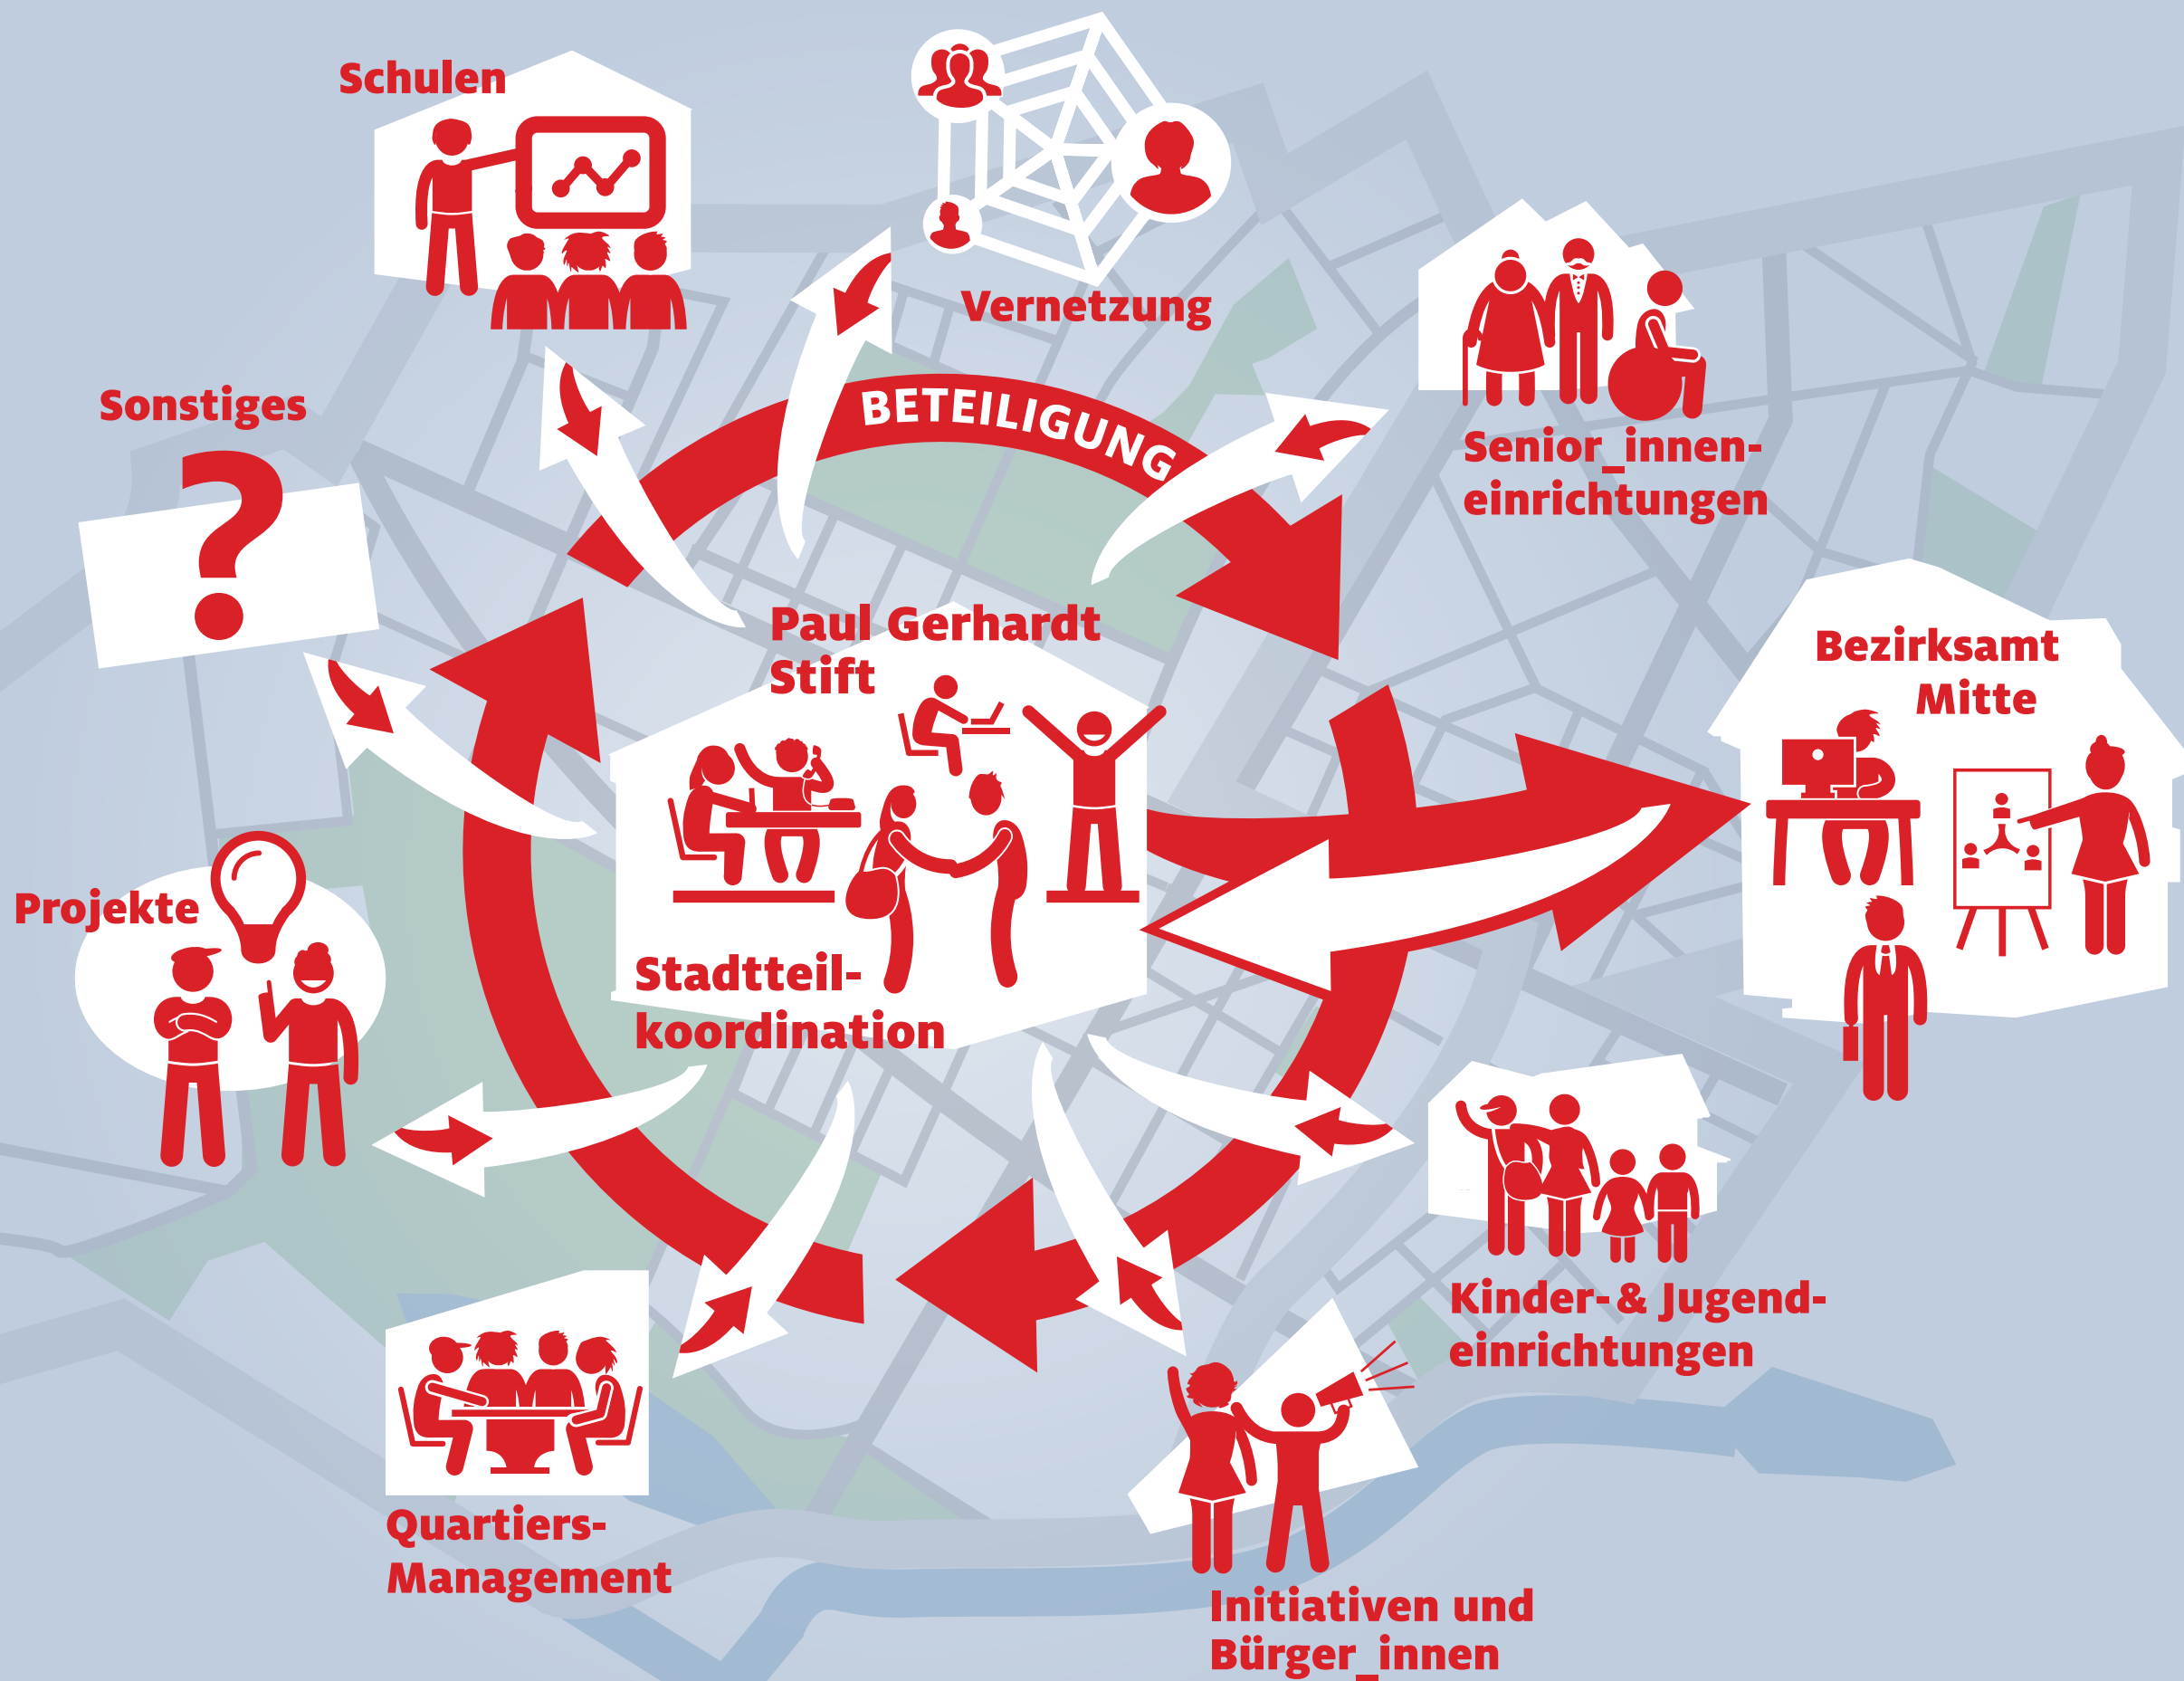 Schulen
Vernetzung
Sonstiges
BETEILIGUNG
Senior_innen-
einrichtungen
Paul Gerhardt
Stift
Bezirksamt
Mitte
Projekte
Stadtteil-
koordination
Kinder- & Jugend-
einrichtungen
Quartiers-
Management
Initiativen und
Bürger_innen